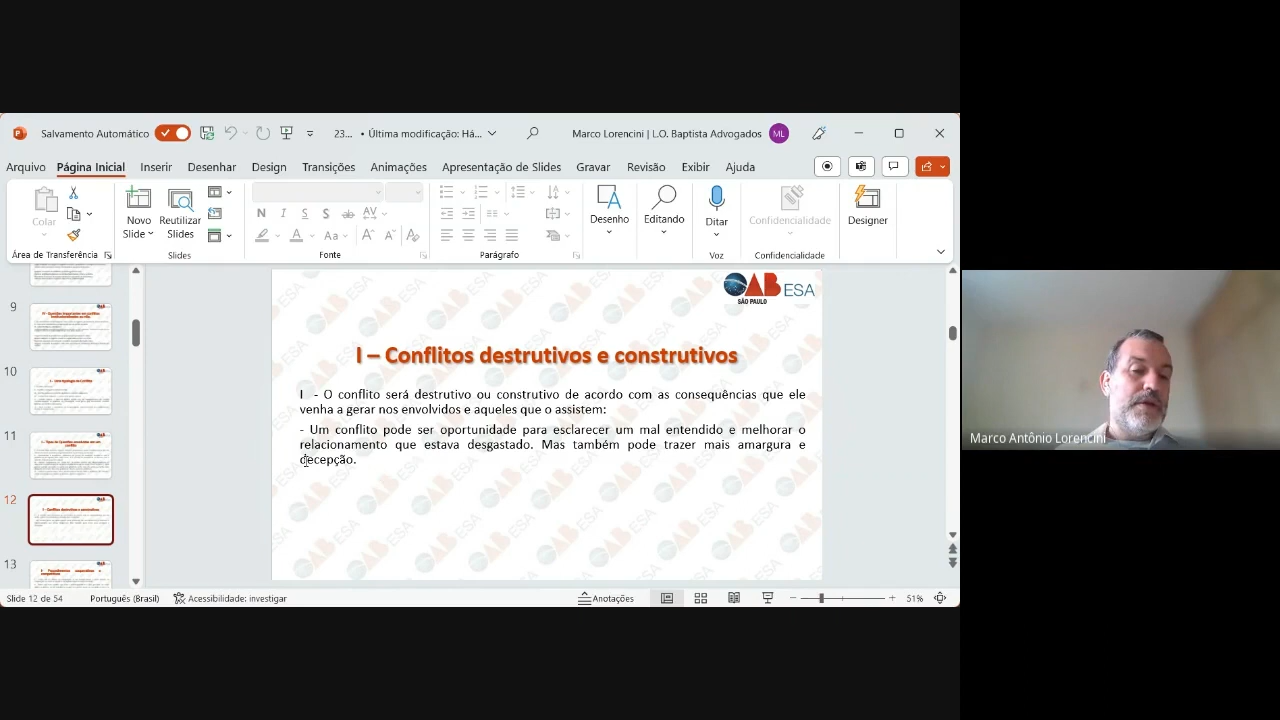 Salvamento Automático
23... • Última modificação: Há...
Marco Lorencini | L.O. Baptista Advogados
ML
Arquivo Página Inicial Inserir Desenhar Design Transições Animações Apresentação de Slides Gravar Revisão Exibir Ajuda
Colar
Novo Slide
Reutilizar Slides
N I S S ab AV
A Aa A A A
Desenho
Editando
Ditar
Confidencialidade
Designer
Área de Transferência
Slides
Fonte
Parágrafo
Voz
Confidencialidade
9
10
11
12
13
OAB ESA
SÃO PAULO
I – Conflitos destrutivos e construtivos
I – Conflito será destrutivo ou construtivo de acordo com as consequências que ele
venha a gerar nos envolvidos e aqueles que o assistem:
- Um conflito pode ser oportunidade para esclarecer um mal entendido e melhorar o
relacionamento que estava desgastado. Mas também pode trazer mais animo e
Marco Antônio Lorencini
Slide 12 de 54
Português (Brasil)
Acessibilidade: investigar
Anotações
51%